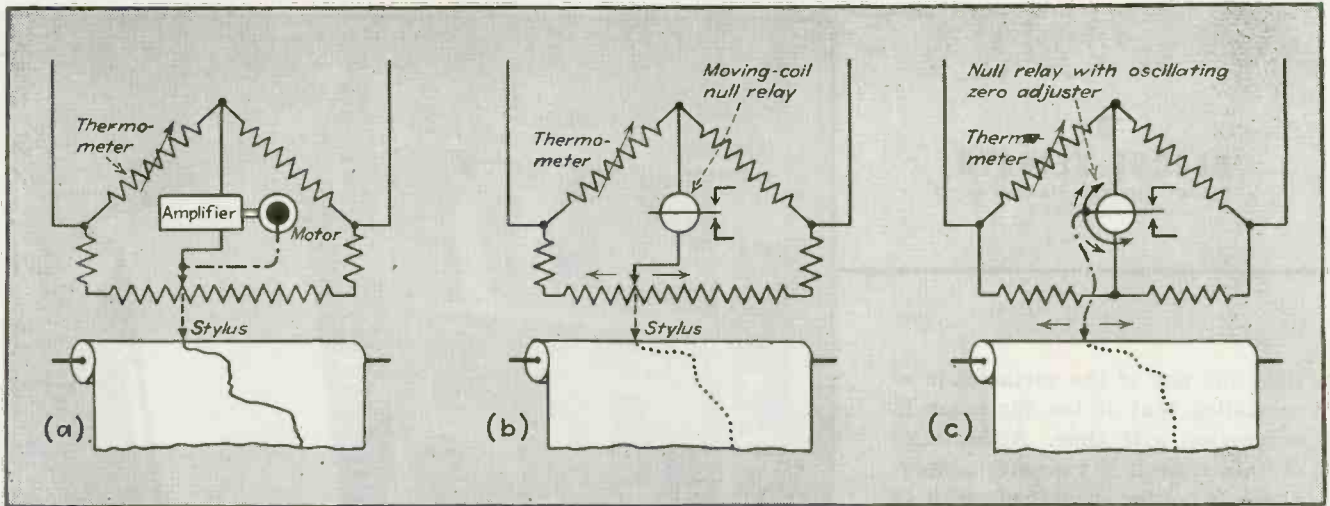 Thermo-
meter
Amplifier
Motor
Stylus
(a)
Moving-coil
null relay
Thermo-
meter
Stylus
(b)
Null relay with oscillating
zero adjuster
Thermo-
meter
(c)